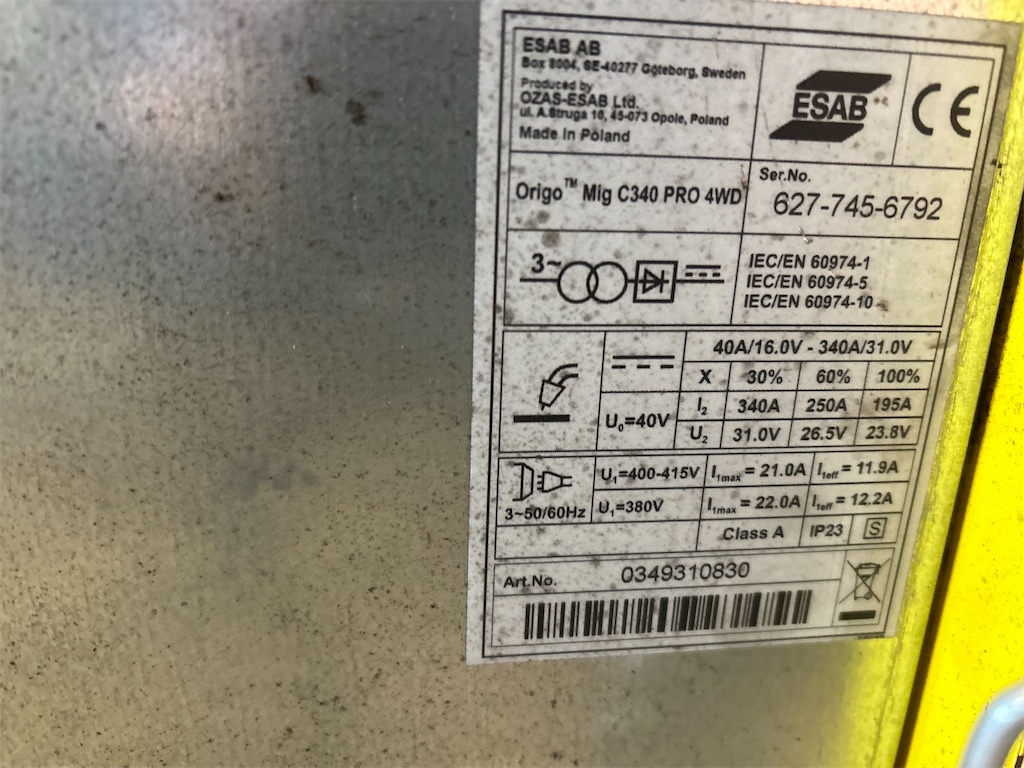 ESAB AB
Box 8004, SE-40277 Göteborg, Sweden
Produced by
OZAS-ESAB Ltd.
ul. A.Struga 10, 45-073 Opole, Poland
Made in Poland
ESAB
CE
Origo™ Mig C340 PRO 4WD
Ser.No.
627-745-6792
3~
IEC/EN 60974-1
IEC/EN 60974-5
IEC/EN 60974-10
40A/16.0V - 340A/31.0V
X 30% 60% 100%
U₀=40V
I₂ 340A 250A 195A
U₂ 31.0V 26.5V 23.8V
3~50/60Hz
U₁=400-415V I₁max = 21.0A I₁eff = 11.9A
U₁=380V I₁max = 22.0A I₁eff = 12.2A
Class A IP23 S
Art.No. 0349310830